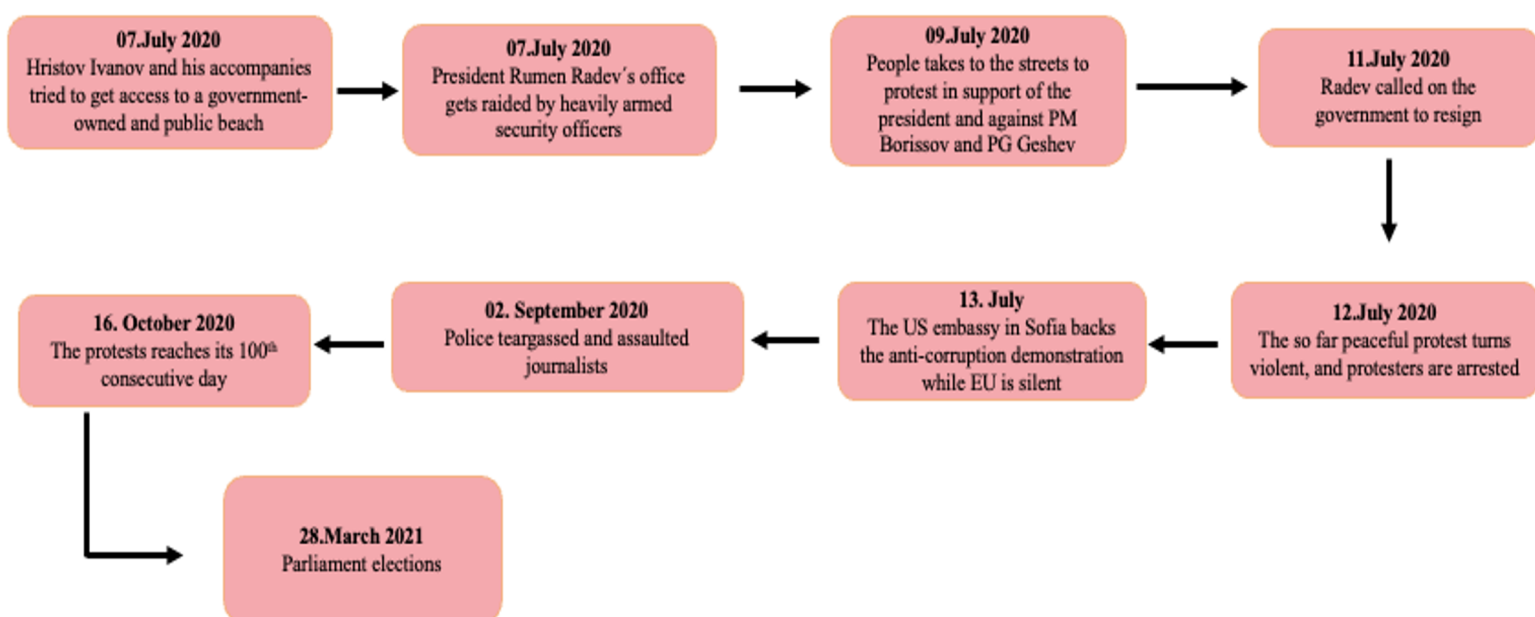 07.July 2020
Hristov Ivanov and his accompanies
tried to get access to a government-
owned and public beach
07.July 2020
President Rumen Radev´s office
gets raided by heavily armed
security officers
09.July 2020
People takes to the streets to
protest in support of the
president and against PM
Borissov and PG Geshev
11.July 2020
Radev called on the
government to resign
12.July 2020
The so far peaceful protest turns
violent, and protesters are arrested
13. July
The US embassy in Sofia backs
the anti-corruption demonstration
while EU is silent
02. September 2020
Police teargassed and assaulted
journalists
16. October 2020
The protests reaches its 100th
consecutive day
28.March 2021
Parliament elections